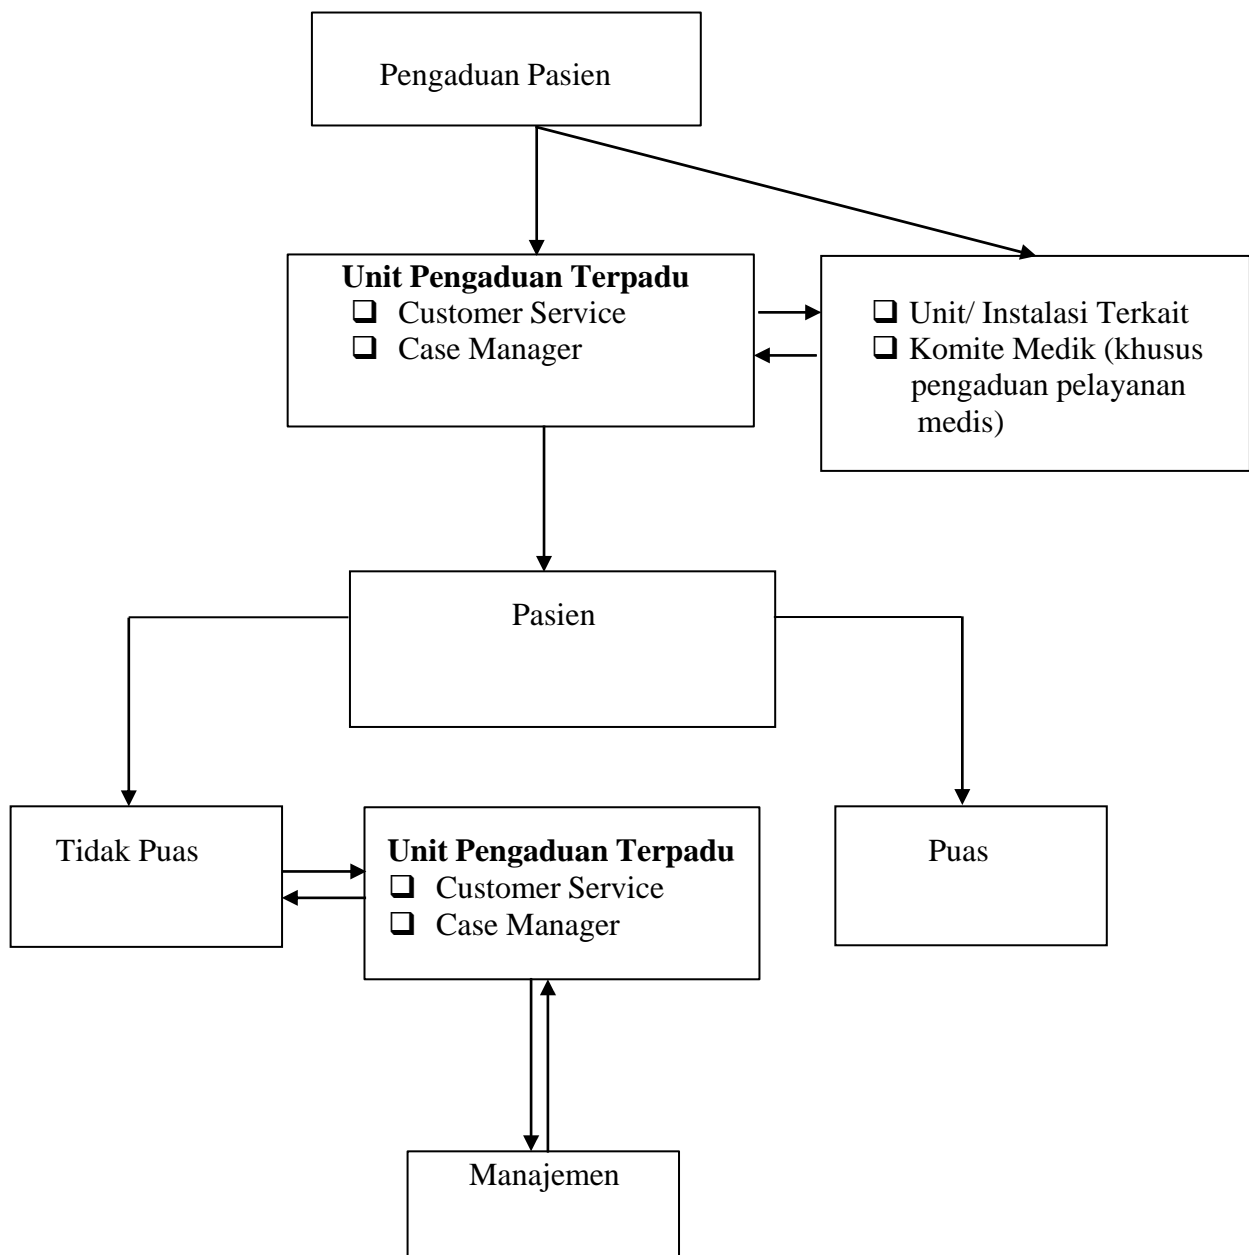 Pengaduan Pasien
Unit Pengaduan Terpadu
❑ Customer Service
❑ Case Manager
❑ Unit/ Instalasi Terkait
❑ Komite Medik (khusus
pengaduan pelayanan
medis)
Pasien
Tidak Puas
Unit Pengaduan Terpadu
❑ Customer Service
❑ Case Manager
Puas
Manajemen